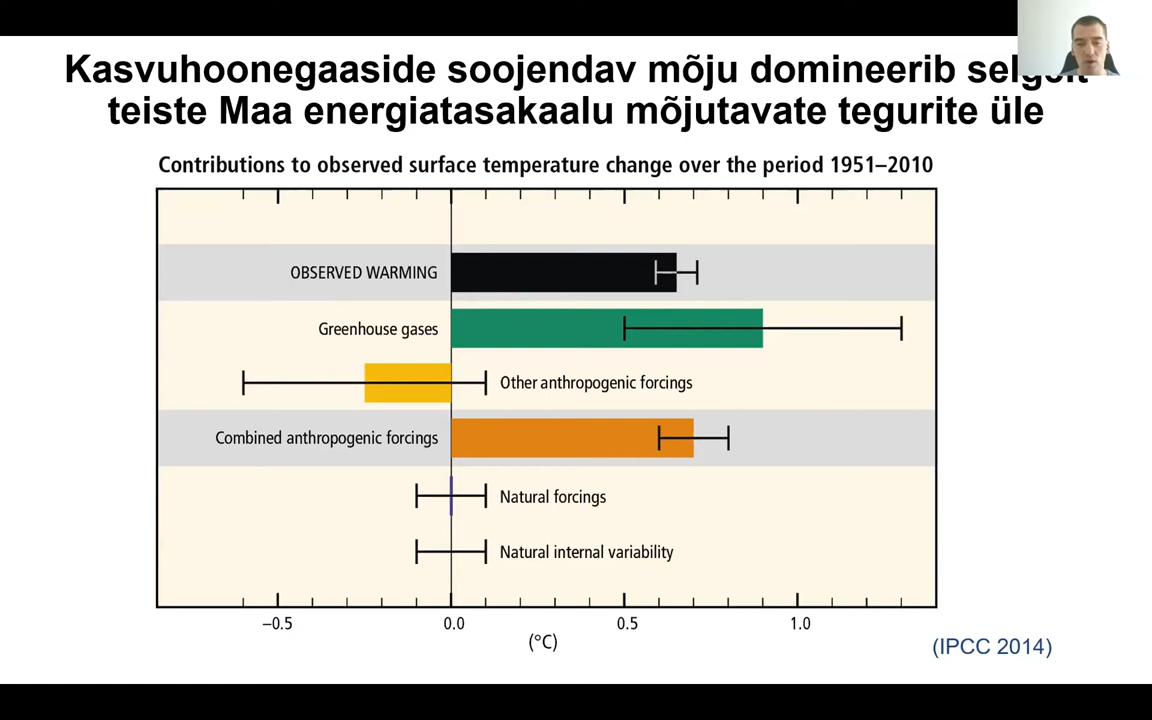 Kasvuhoonegaaside soojendav mõju domineerib
teiste Maa energiatasakaalu mõjutavate tegurite üle
Contributions to observed surface temperature change over the period 1951–2010
OBSERVED WARMING
Greenhouse gases
Other anthropogenic forcings
Combined anthropogenic forcings
Natural forcings
Natural internal variability
–0.5 0.0 0.5 1.0
(°C)
(IPCC 2014)